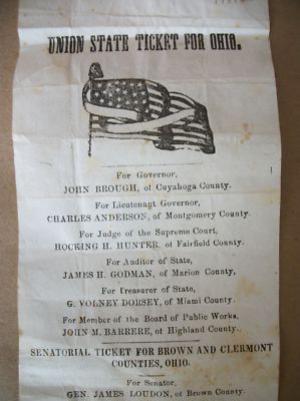 UNION STATE TICKET FOR OHIO.
For Governor,
JOHN BROUGH, of Cuyahoga County.
For Lieutenant Governor,
CHARLES ANDERSON, of Montgomery County.
For Judge of the Supreme Court,
HOCKING H. HUNTER, of Fairfield County.
For Auditor of State,
JAMES H. GODMAN, of Marion County,
For Treasurer of State,
G. VOLNEY DORSEY, of Miami County.
For Member of the Board of Public Works,
JOHN M. BARRERE, of Highland County.
SENATORIAL TICKET FOR BROWN AND CLERMONT
COUNTIES, OHIO.
For Senator,
GEN. JAMES LOUDON, of Brown County.